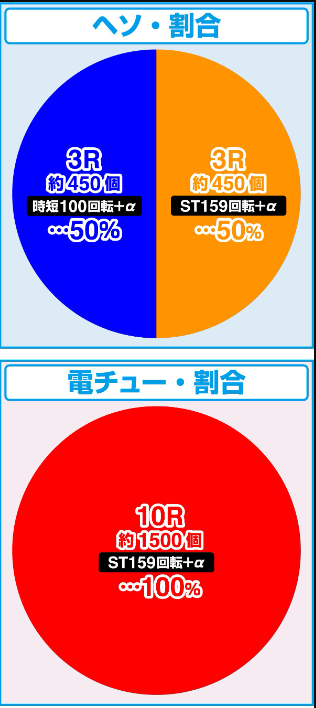 ヘソ・割合
3R
約450個
時短100回転+α
…50%
3R
約450個
ST159回転+α
…50%
電チュー・割合
10R
約1500個
ST159回転+α
…100%